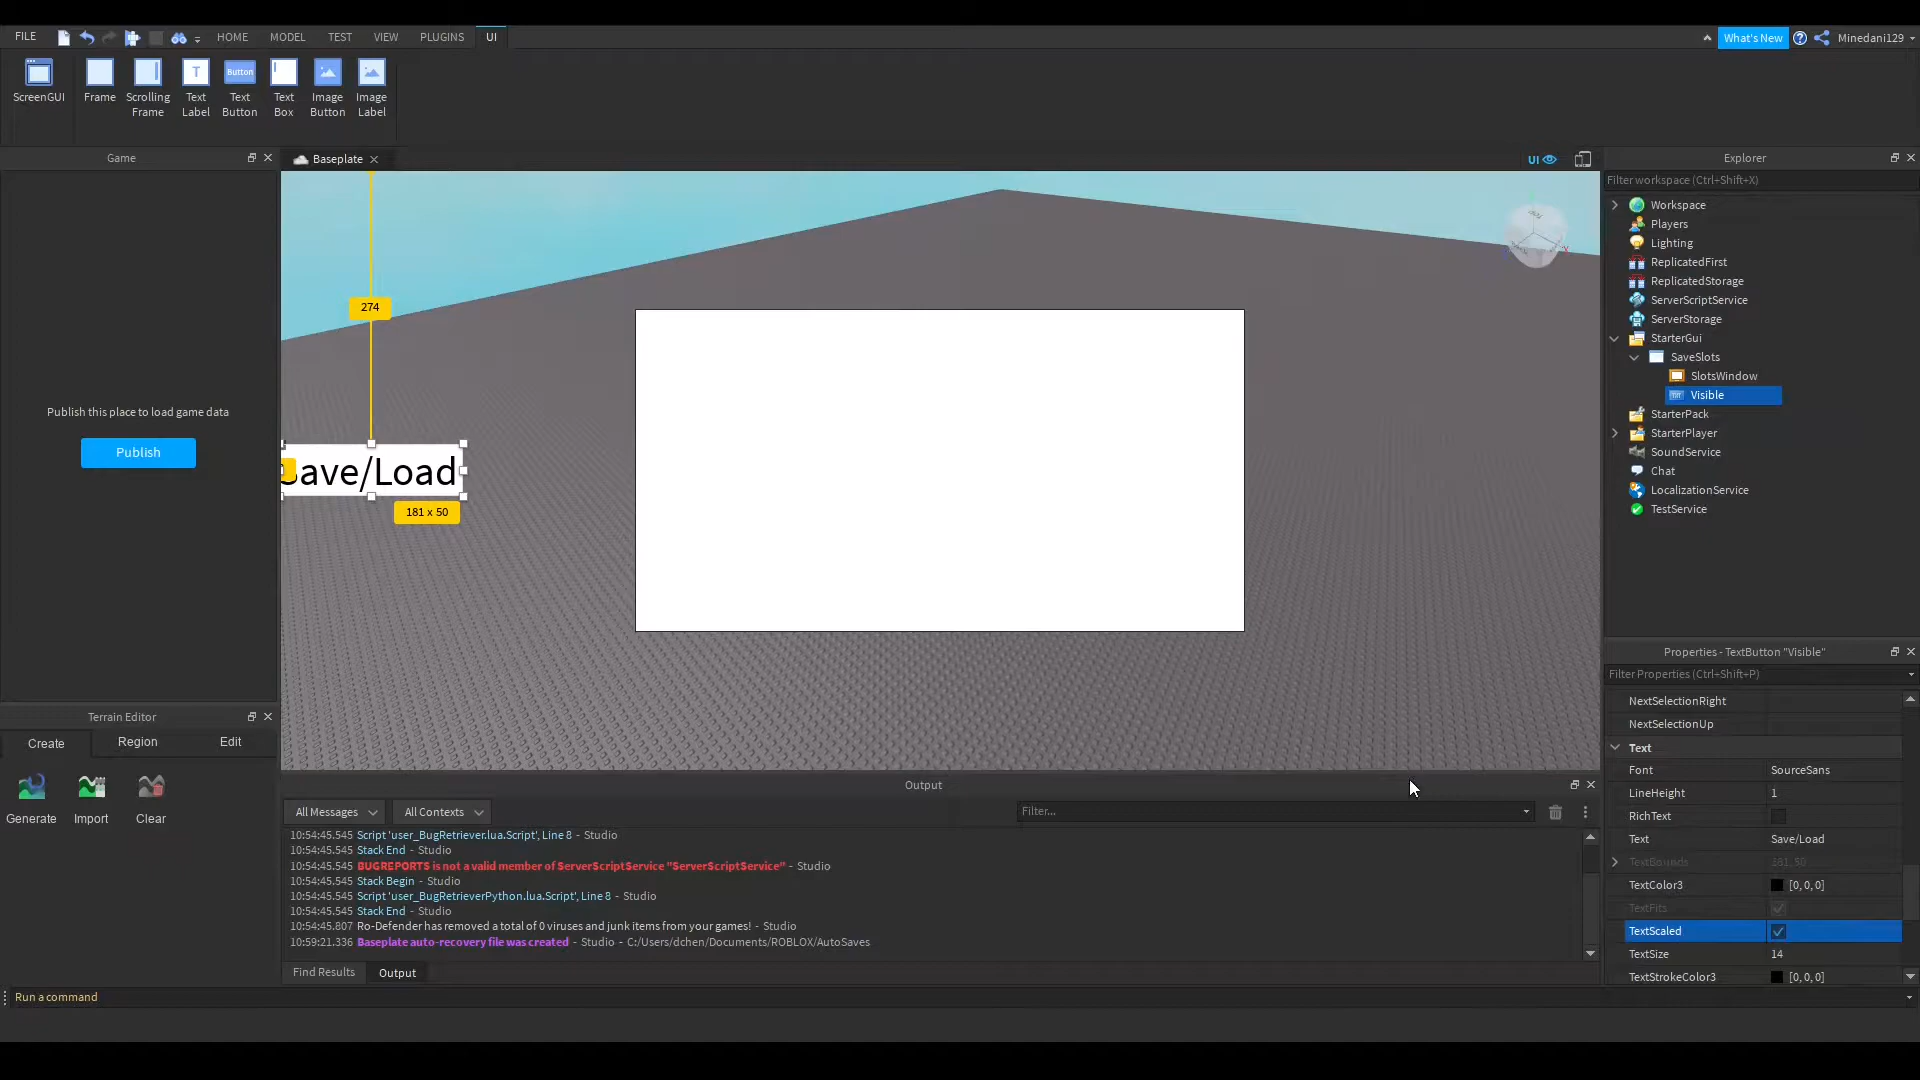 FILE HOME MODEL TEST VIEW PLUGINS UI What's New Minedani129
ScreenGUI Frame Scrolling Frame Text Label Button Text Button Text Box Image Button Image Label
Game
Publish this place to load game data
Publish
Terrain Editor
Create Region Edit
Generate Import Clear
Baseplate UI
274
Save/Load
181 x 50
Output
All Messages All Contexts Filter...
10:54:45.545 Script 'user_BugRetriever.lua.Script', Line 8 - Studio
10:54:45.545 Stack End - Studio
10:54:45.545 BUGREPORTS is not a valid member of ServerScriptService "ServerScriptService" - Studio
10:54:45.545 Stack Begin - Studio
10:54:45.545 Script 'user_BugRetrieverPython.lua.Script', Line 8 - Studio
10:54:45.545 Stack End - Studio
10:54:45.807 Ro-Defender has removed a total of 0 viruses and junk items from your games! - Studio
10:59:21.336 Baseplate auto-recovery file was created - Studio - C:/Users/dchen/Documents/ROBLOX/AutoSaves
Find Results Output
Run a command
Explorer
Filter workspace (Ctrl+Shift+X)
Workspace
Players
Lighting
ReplicatedFirst
ReplicatedStorage
ServerScriptService
ServerStorage
StarterGui
SaveSlots
SlotsWindow
Visible
StarterPack
StarterPlayer
SoundService
Chat
LocalizationService
TestService
Properties - TextButton "Visible"
Filter Properties (Ctrl+Shift+P)
NextSelectionRight
NextSelectionUp
Text
Font SourceSans
LineHeight 1
RichText
Text Save/Load
TextBounds 181, 50
TextColor3 [0, 0, 0]
TextFits
TextScaled
TextSize 14
TextStrokeColor3 [0, 0, 0]